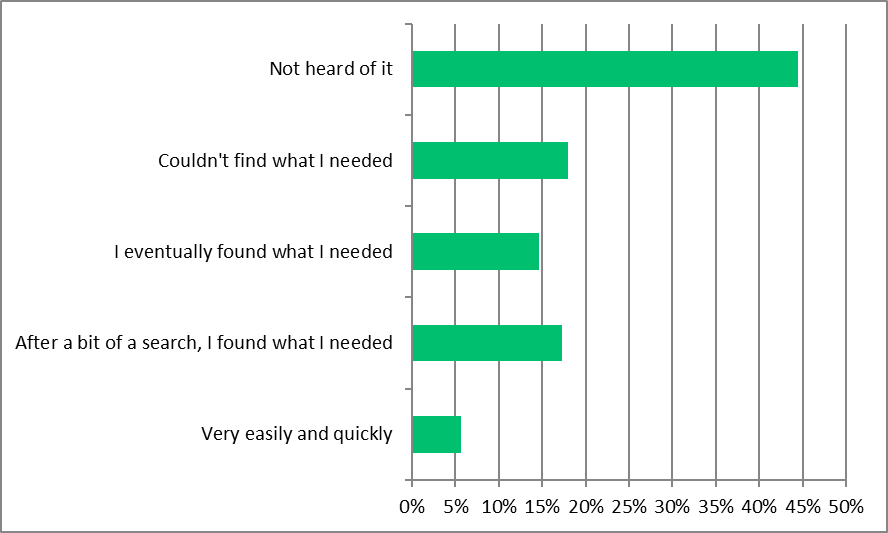 Not heard of it
Couldn't find what I needed
I eventually found what I needed
After a bit of a search, I found what I needed
Very easily and quickly
0% 5% 10% 15% 20% 25% 30% 35% 40% 45% 50%